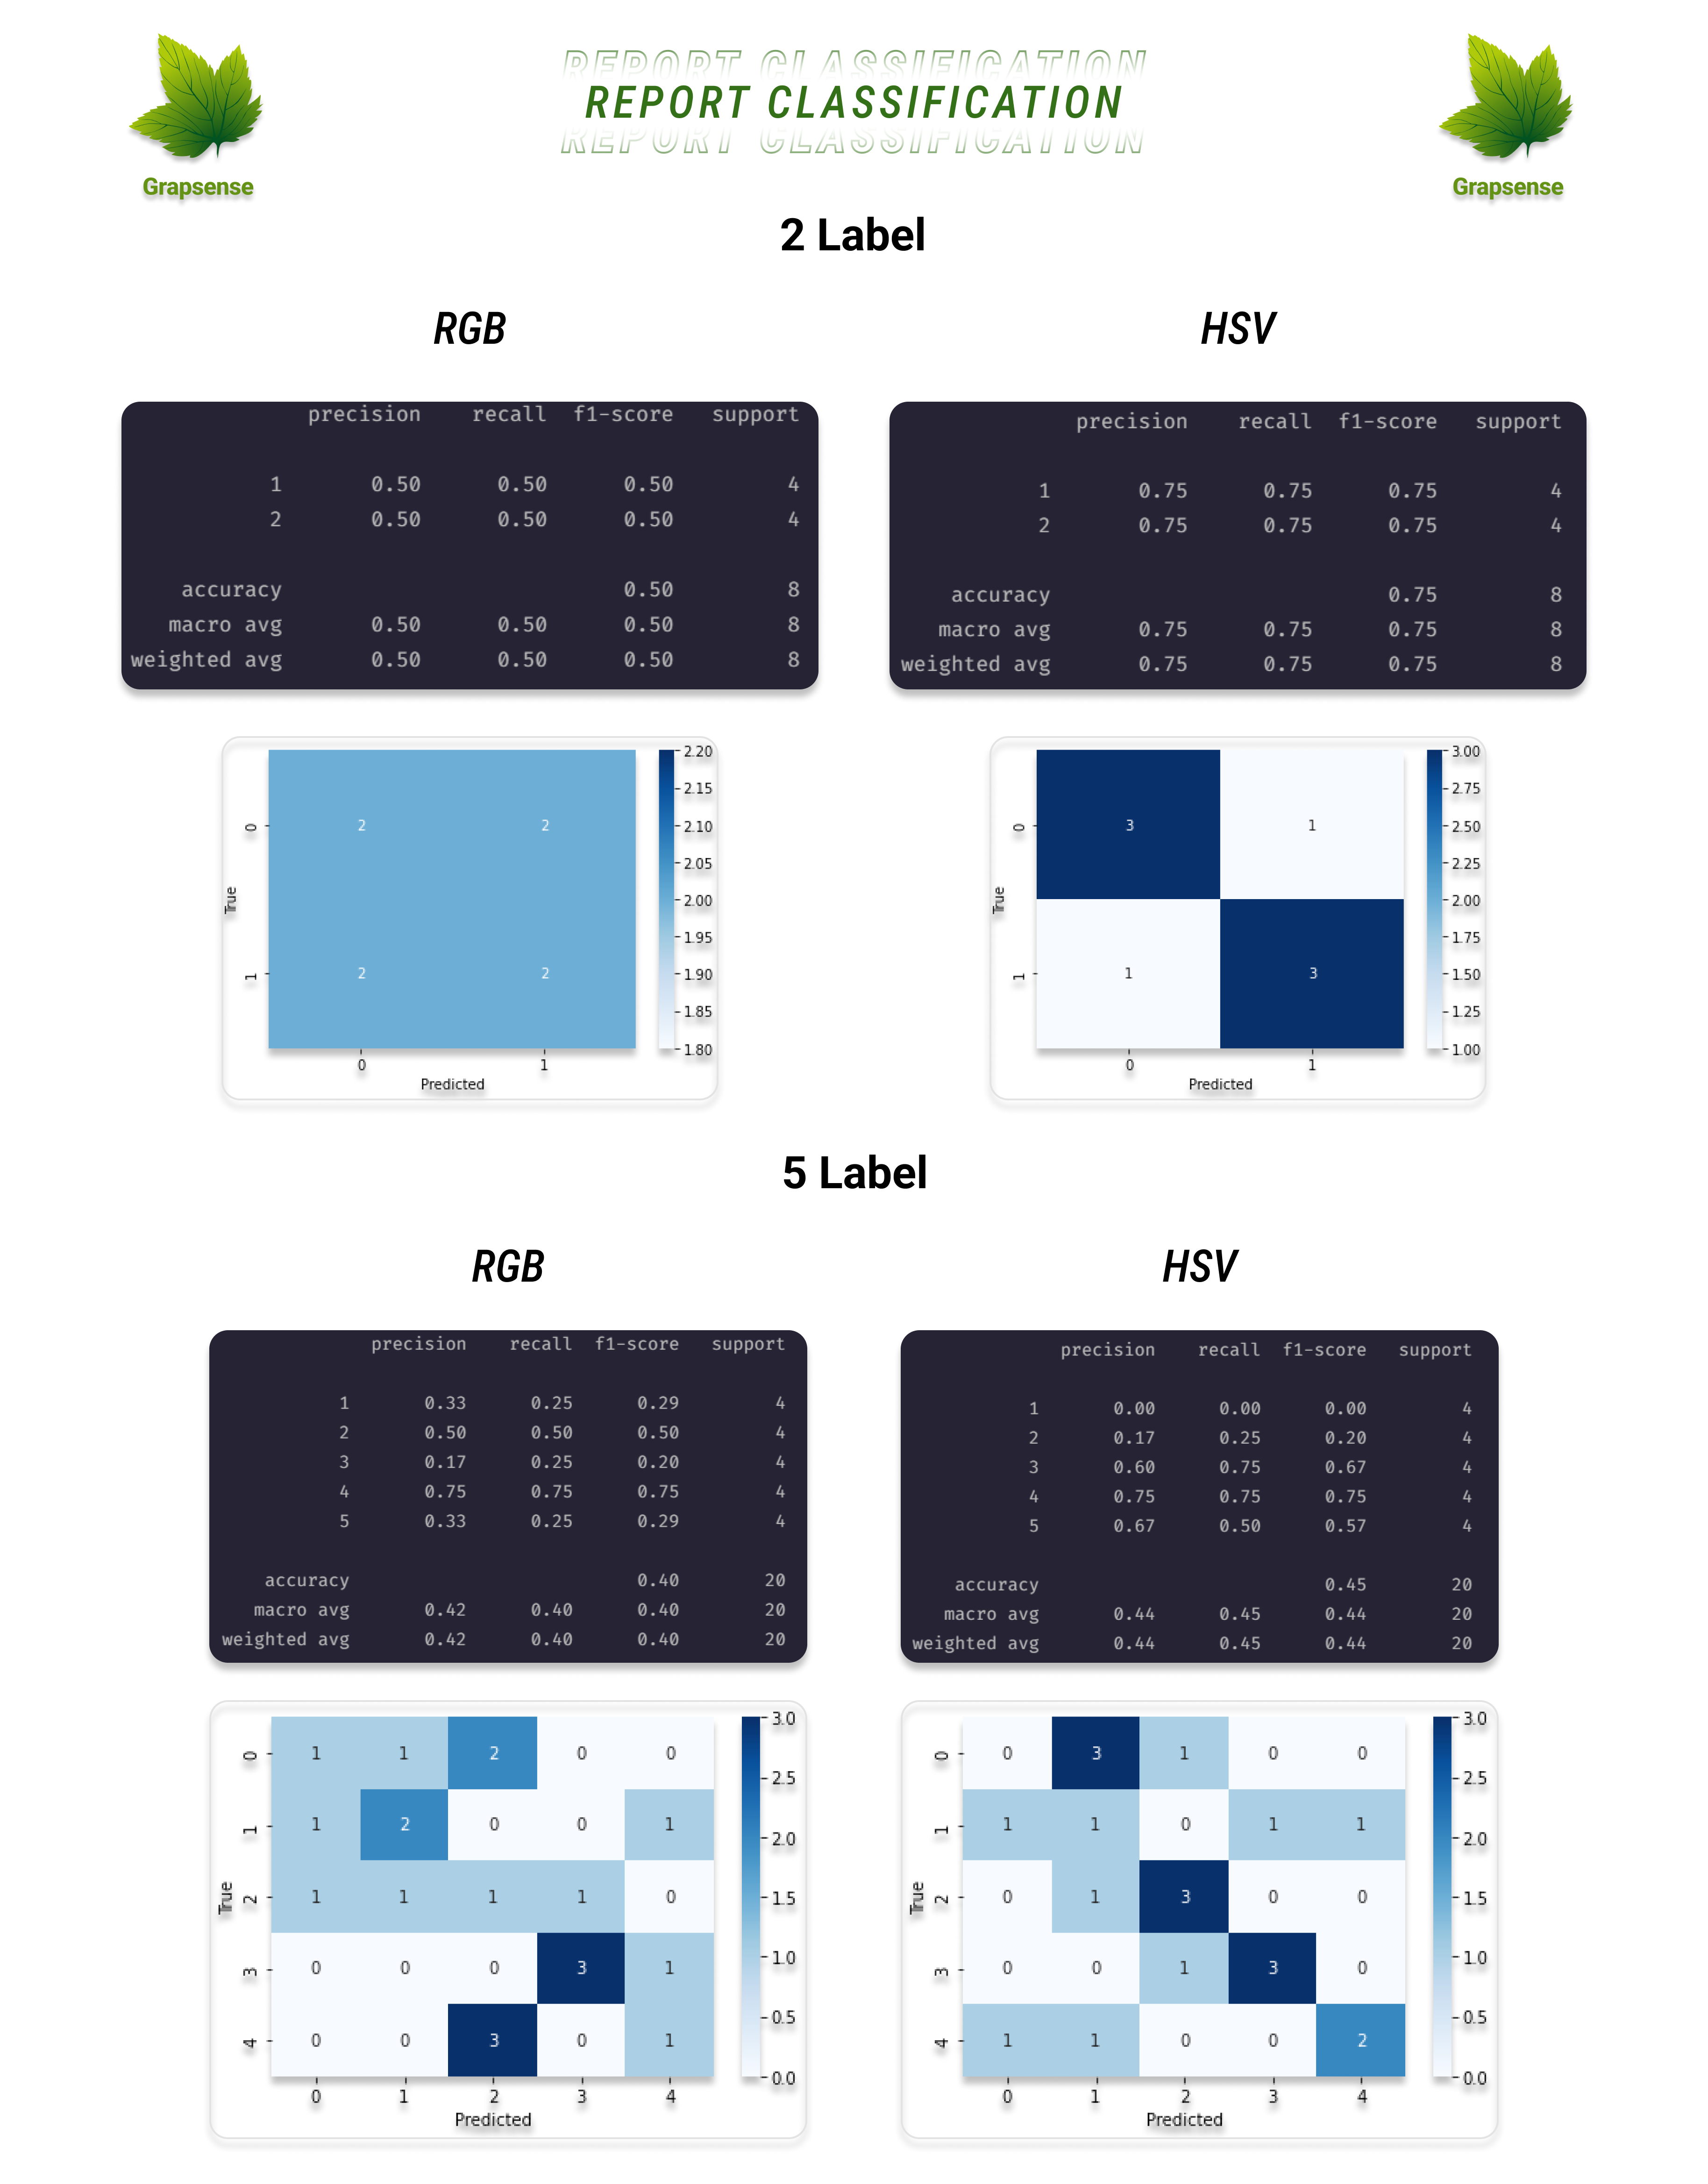 REPORT CLASSIFICATION
REPORT CLASSIFICATION
REPORT CLASSIFICATION
Grapsense
Grapsense
2 Label
RGB
precision recall f1-score support
1 0.50 0.50 0.50 4
2 0.50 0.50 0.50 4
accuracy 0.50 8
macro avg 0.50 0.50 0.50 8
weighted avg 0.50 0.50 0.50 8
HSV
precision recall f1-score support
1 0.75 0.75 0.75 4
2 0.75 0.75 0.75 4
accuracy 0.75 8
macro avg 0.75 0.75 0.75 8
weighted avg 0.75 0.75 0.75 8
True
0 2 2
1 2 2
0 1
Predicted
2.20
2.15
2.10
2.05
2.00
1.95
1.90
1.85
1.80
True
0 3 1
1 1 3
0 1
Predicted
3.00
2.75
2.50
2.25
2.00
1.75
1.50
1.25
1.00
5 Label
RGB
precision recall f1-score support
1 0.33 0.25 0.29 4
2 0.50 0.50 0.50 4
3 0.17 0.25 0.20 4
4 0.75 0.75 0.75 4
5 0.33 0.25 0.29 4
accuracy 0.40 20
macro avg 0.42 0.40 0.40 20
weighted avg 0.42 0.40 0.40 20
HSV
precision recall f1-score support
1 0.00 0.00 0.00 4
2 0.17 0.25 0.20 4
3 0.60 0.75 0.67 4
4 0.75 0.75 0.75 4
5 0.67 0.50 0.57 4
accuracy 0.45 20
macro avg 0.44 0.45 0.44 20
weighted avg 0.44 0.45 0.44 20
True
0 1 1 2 0 0
1 1 2 0 0 1
2 1 1 1 1 0
3 0 0 0 3 1
4 0 0 3 0 1
0 1 2 3 4
Predicted
3.0
2.5
2.0
1.5
1.0
0.5
0.0
True
0 0 3 1 0 0
1 1 1 0 1 1
2 0 1 3 0 0
3 0 0 1 3 0
4 1 1 0 0 2
0 1 2 3 4
Predicted
3.0
2.5
2.0
1.5
1.0
0.5
0.0